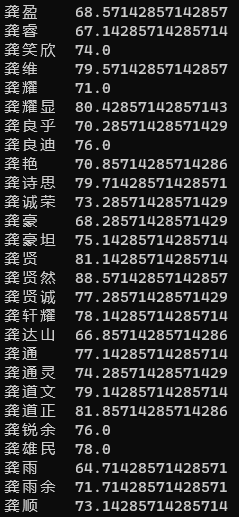 龚盈 68.57142857142857
龚睿 67.14285714285714
龚笑欣 74.0
龚维 79.57142857142857
龚耀 71.0
龚耀显 80.42857142857143
龚良乎 70.28571428571429
龚良迪 76.0
龚艳 70.85714285714286
龚诗思 79.71428571428571
龚诚荣 73.28571428571429
龚豪 68.28571428571429
龚豪坦 75.14285714285714
龚贤 81.14285714285714
龚贤然 88.57142857142857
龚贤诚 77.28571428571429
龚轩耀 78.14285714285714
龚达山 66.85714285714286
龚通 77.14285714285714
龚通灵 74.28571428571429
龚道文 79.14285714285714
龚道正 81.85714285714286
龚锐余 76.0
龚雄民 78.0
龚雨 64.71428571428571
龚雨余 71.71428571428571
龚顺 73.14285714285714